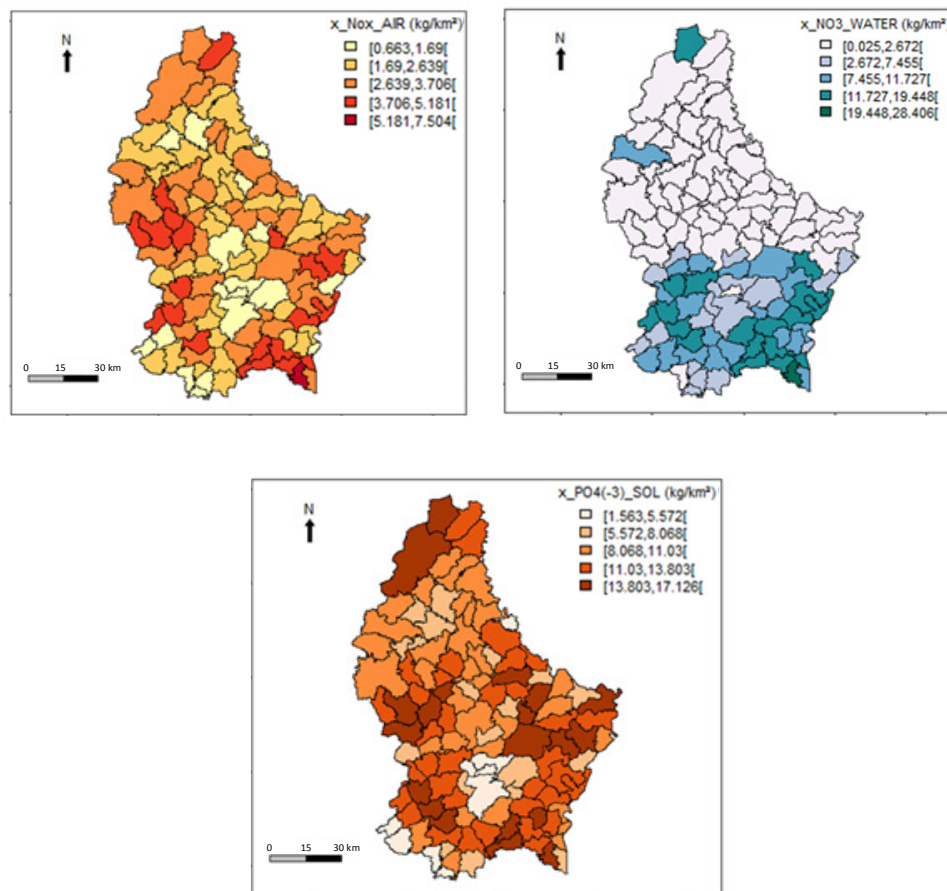 x_Nox_AIR (kg/km²)
N
[0.663,1.69[
[1.69,2.639[
[2.639,3.706[
[3.706,5.181[
[5.181,7.504[
0 15 30 km
x_NO3_WATER (kg/km²)
N
[0.025,2.672[
[2.672,7.455[
[7.455,11.727[
[11.727,19.448[
[19.448,28.406[
0 15 30 km
x_PO4(-3)_SOL (kg/km²)
N
[1.563,5.572[
[5.572,8.068[
[8.068,11.03[
[11.03,13.803[
[13.803,17.126[
0 15 30 km